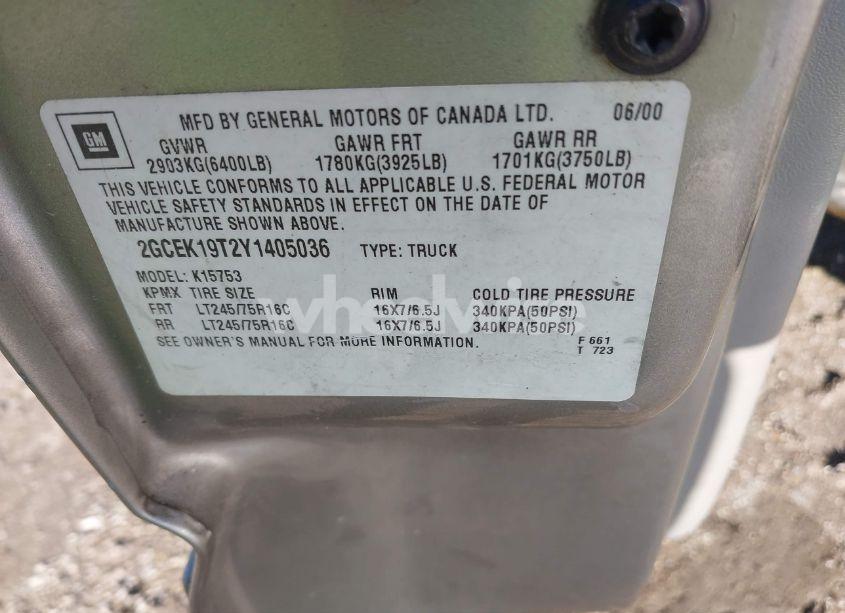 GM
MFD BY GENERAL MOTORS OF CANADA LTD. 06/00
GVWR GAWR FRT GAWR RR
2903KG(6400LB) 1780KG(3925LB) 1701KG(3750LB)
THIS VEHICLE CONFORMS TO ALL APPLICABLE U.S. FEDERAL MOTOR
VEHICLE SAFETY STANDARDS IN EFFECT ON THE DATE OF
MANUFACTURE SHOWN ABOVE.
2GCEK19T2Y1405036 TYPE: TRUCK
MODEL: K15753
KPMX TIRE SIZE RIM COLD TIRE PRESSURE
FRT LT245/75R16C 16X7/6.5J 340KPA(50PSI)
RR LT245/75R16C 16X7/6.5J 340KPA(50PSI)
SEE OWNER'S MANUAL FOR MORE INFORMATION. F 661
T 723